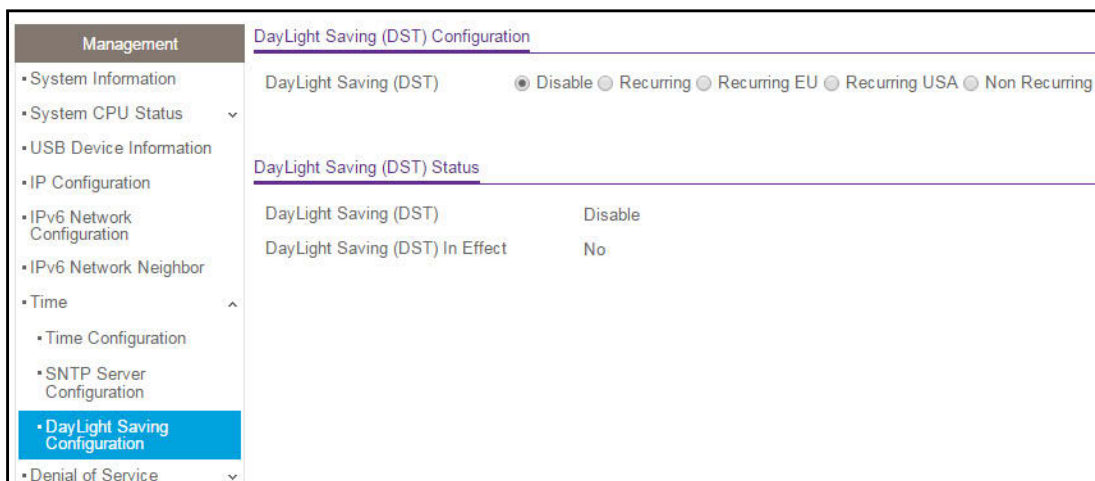 Management
System Information
System CPU Status
USB Device Information
IP Configuration
IPv6 Network
Configuration
IPv6 Network Neighbor
Time
Time Configuration
SNTP Server
Configuration
DayLight Saving
Configuration
Denial of Service
DayLight Saving (DST) Configuration
DayLight Saving (DST) Disable Recurring Recurring EU Recurring USA Non Recurring
DayLight Saving (DST) Status
DayLight Saving (DST) Disable
DayLight Saving (DST) In Effect No